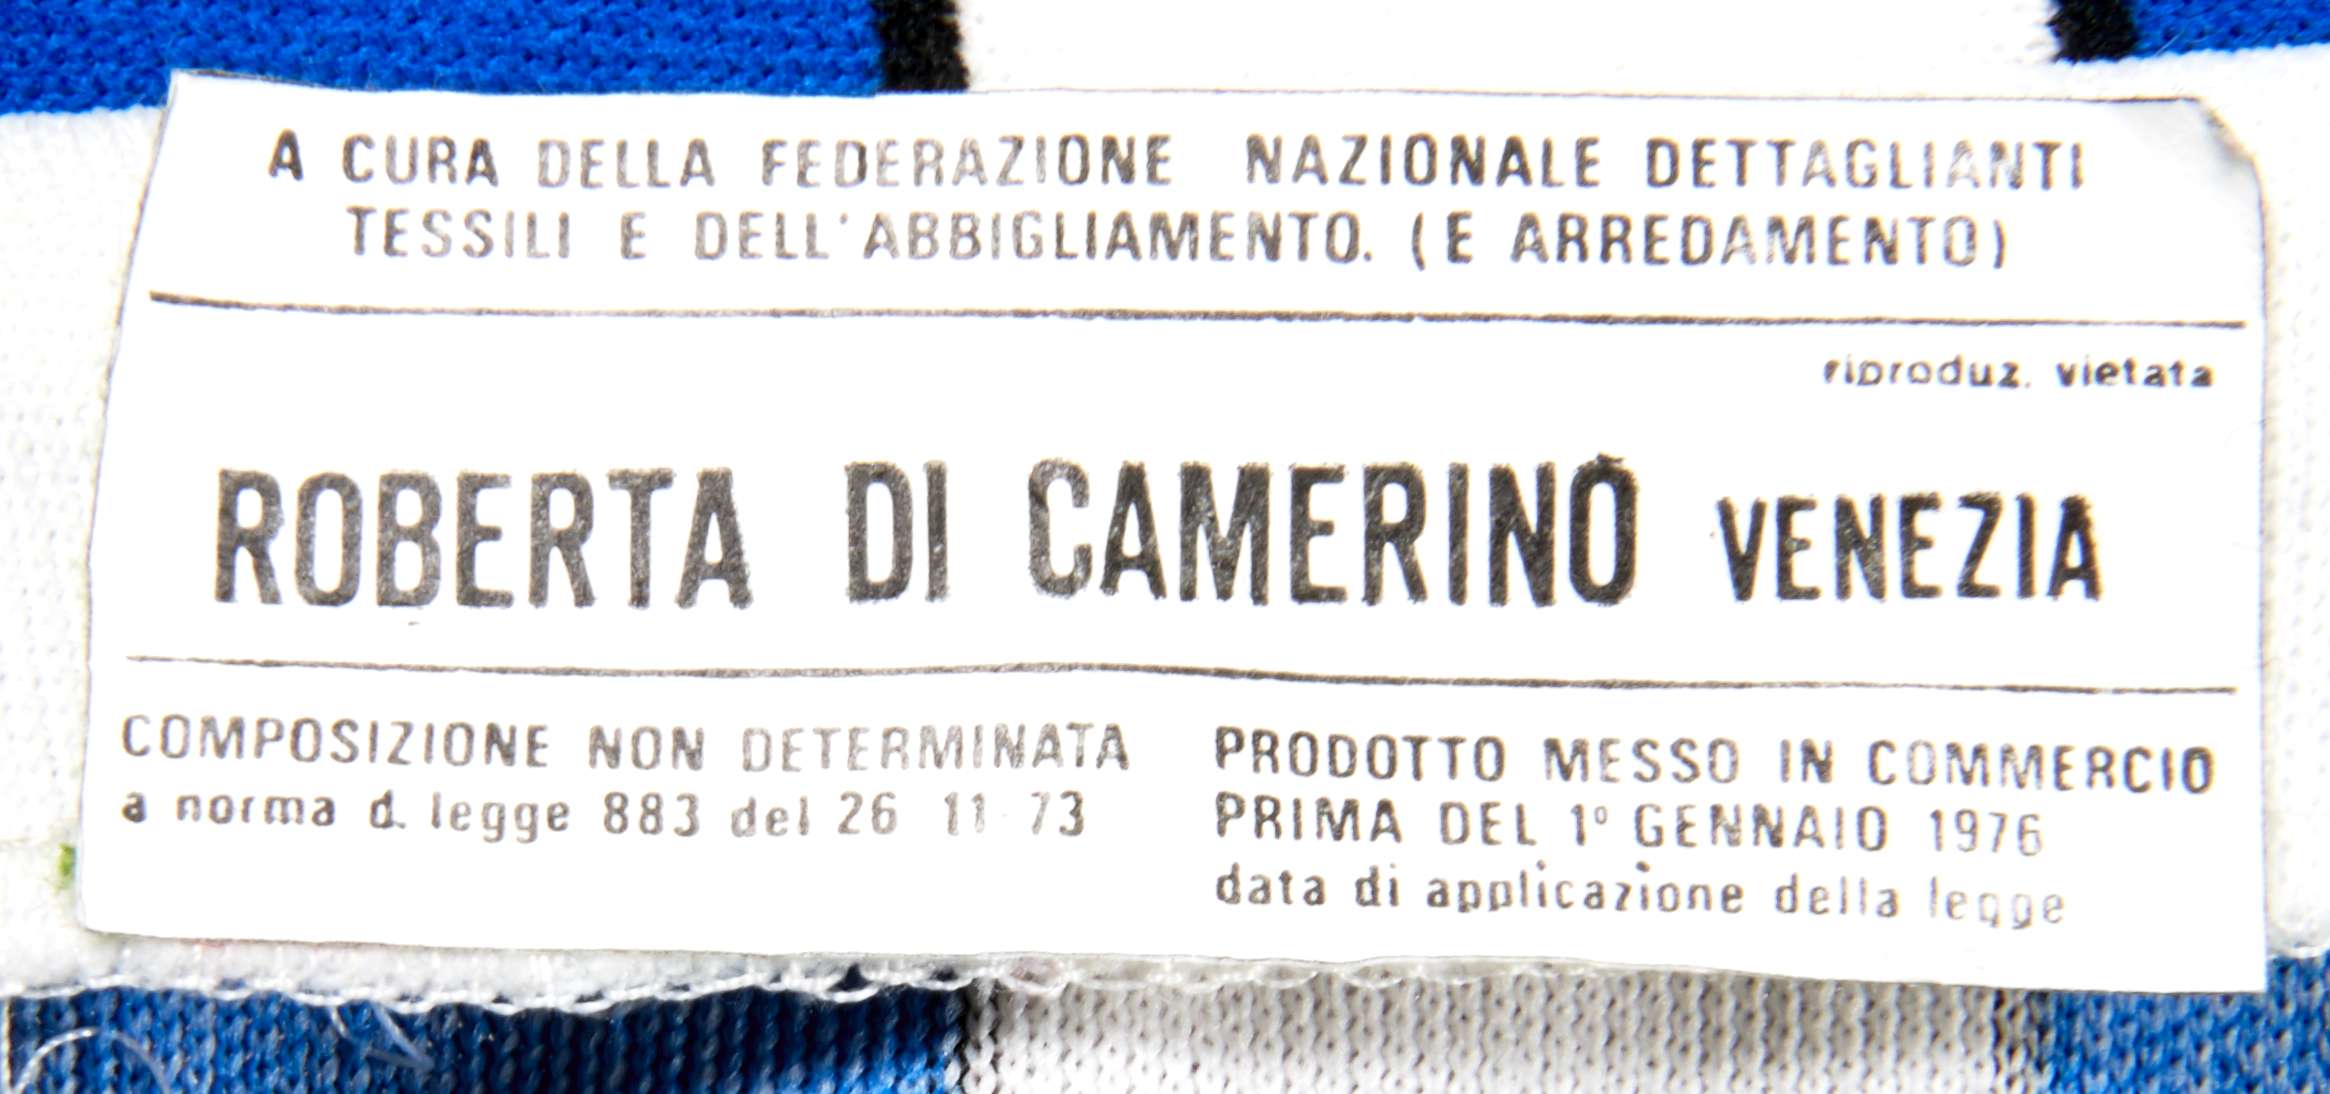 A CURA DELLA FEDERAZIONE NAZIONALE DETTAGLIANTI
TESSILI E DELL'ABBIGLIAMENTO. (E ARREDAMENTO)
riproduz. vietata
ROBERTA DI CAMERINO VENEZIA
COMPOSIZIONE NON DETERMINATA
a norma d. legge 883 del 26 11 73
PRODOTTO MESSO IN COMMERCIO
PRIMA DEL 1° GENNAIO 1976
data di applicazione della legge